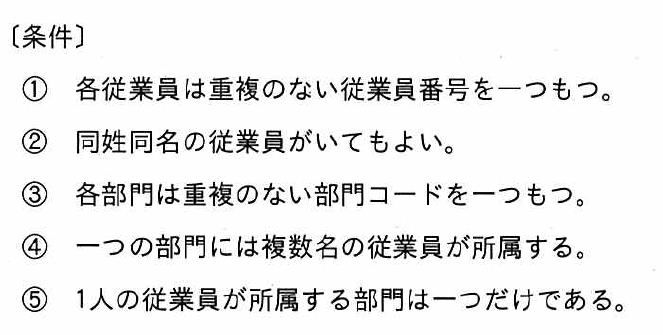 〔条件〕
① 各従業員は重複のない従業員番号を一つもつ。
② 同姓同名の従業員がいてもよい。
③ 各部門は重複のない部門コードを一つもつ。
④ 一つの部門には複数名の従業員が所属する。
⑤ 1人の従業員が所属する部門は一つだけである。